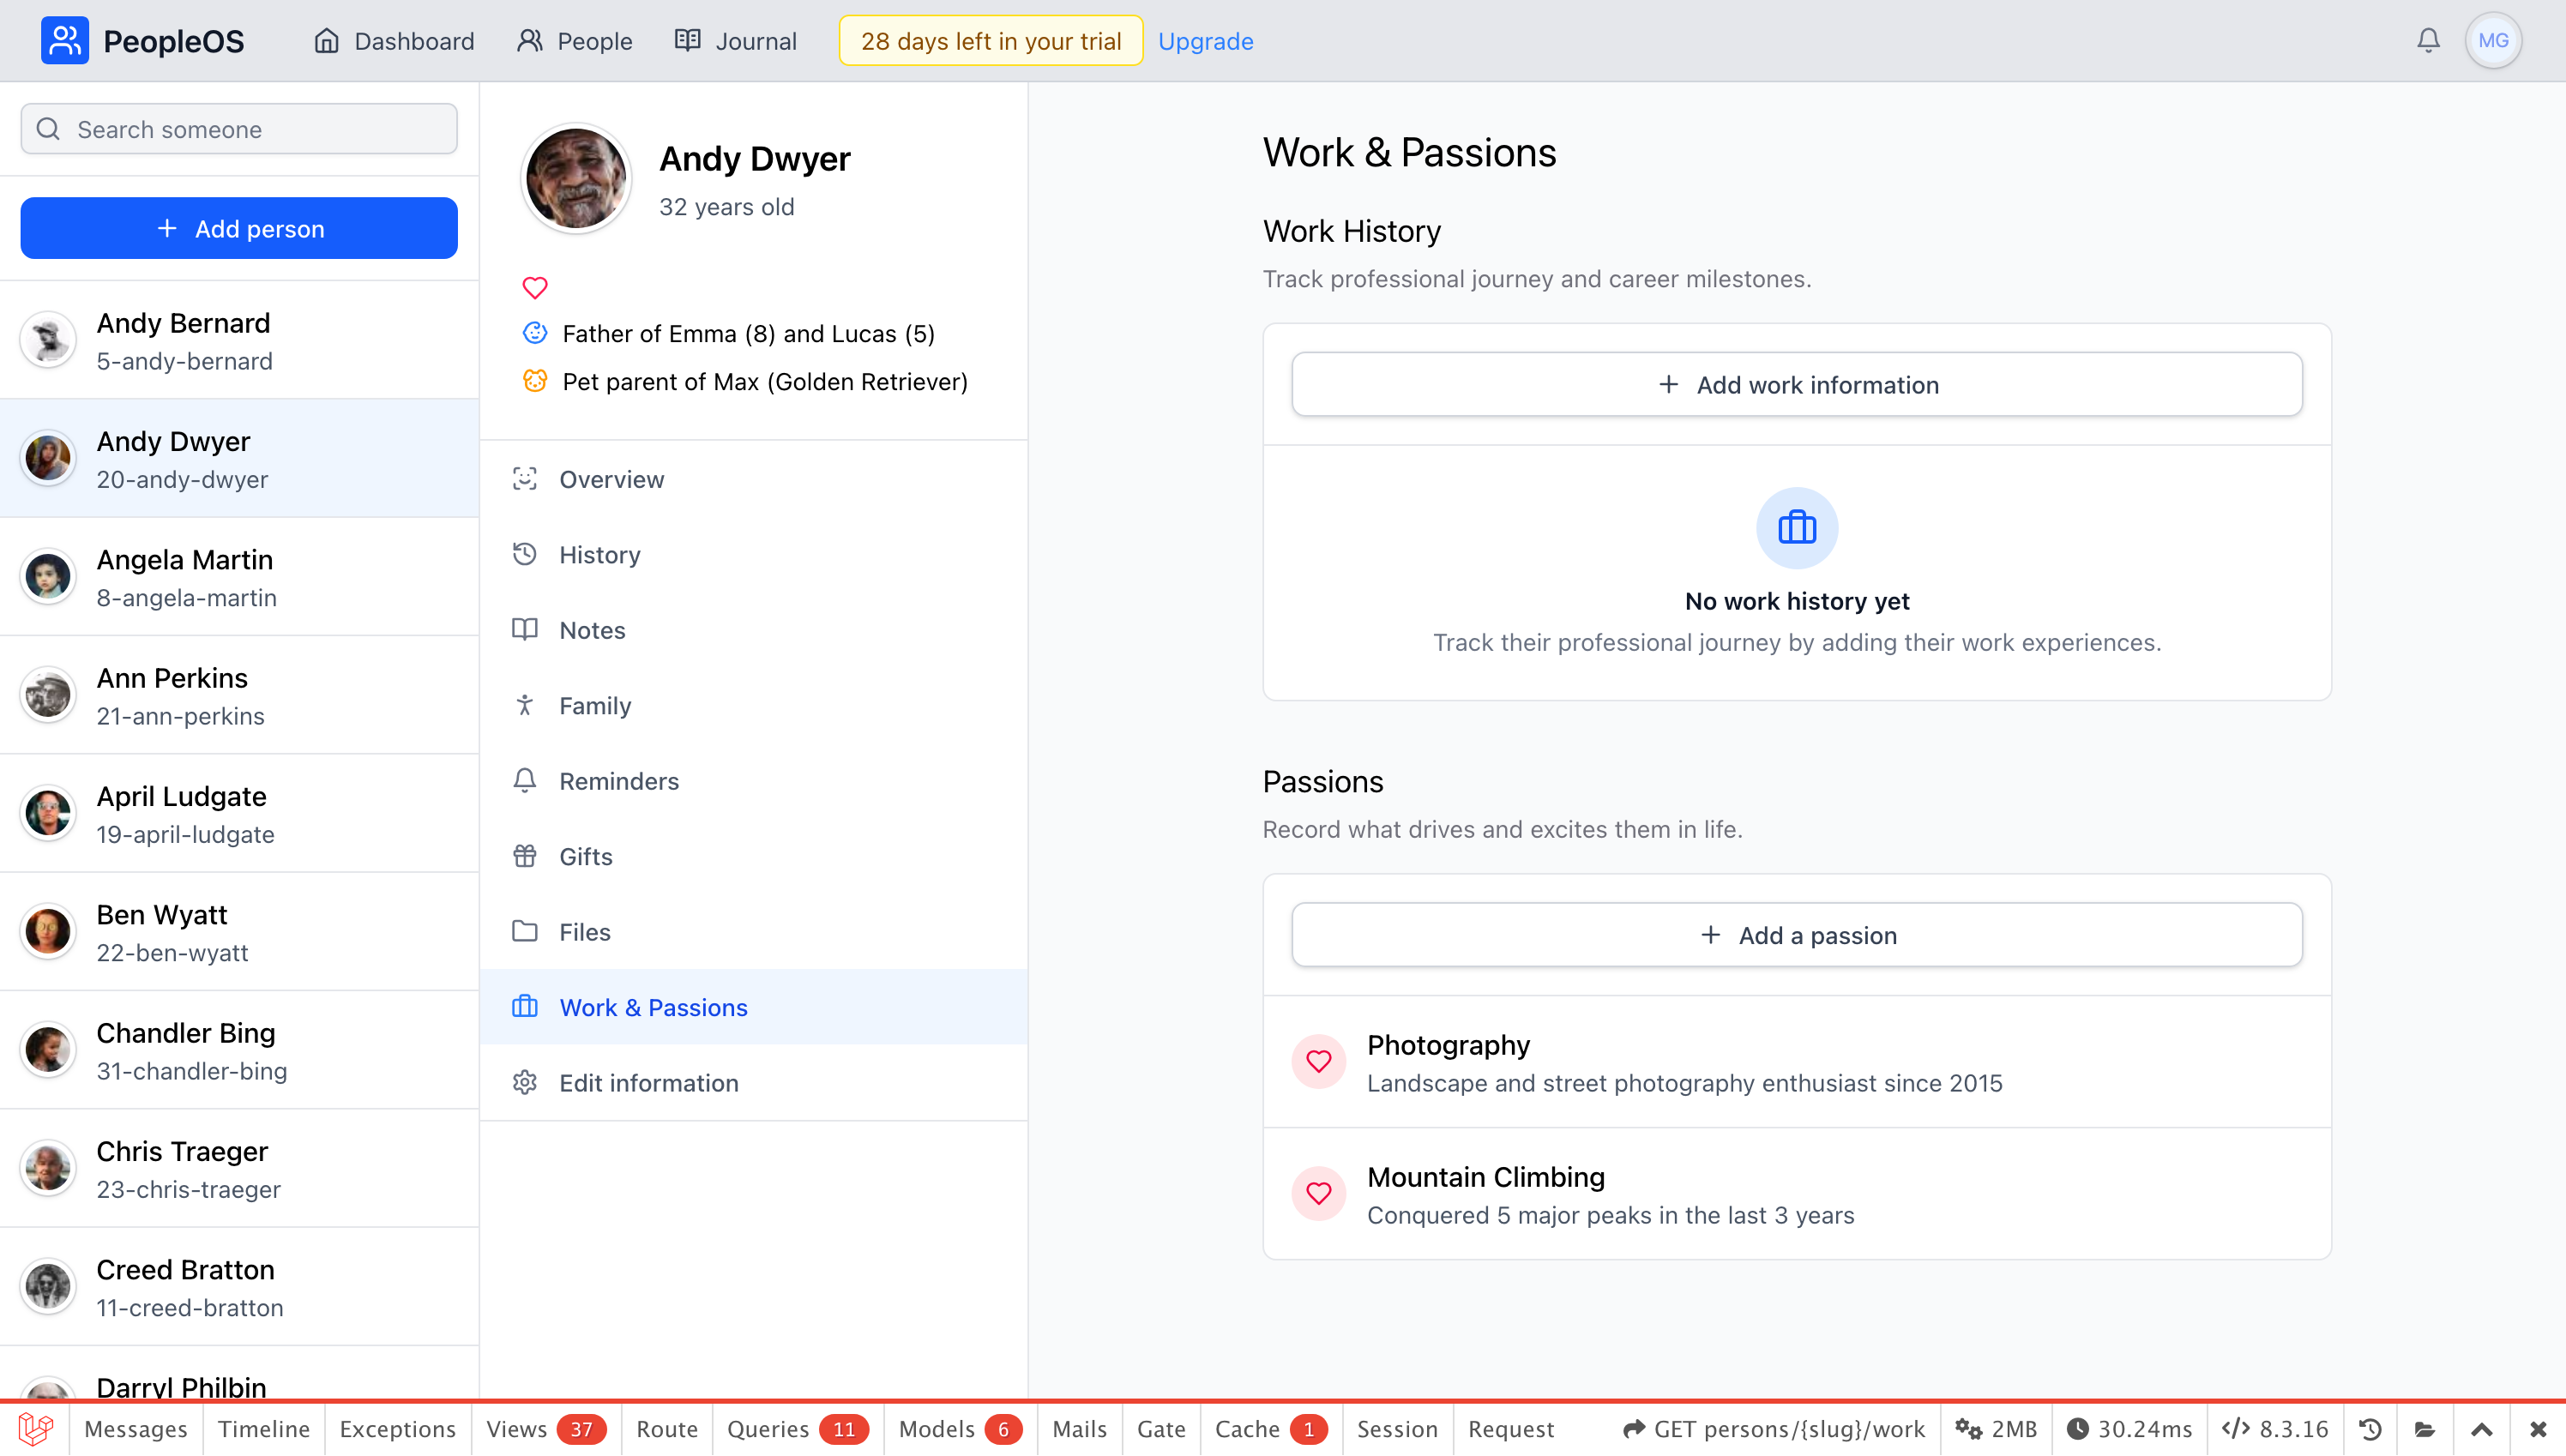 PeopleOS
Dashboard
People
Journal
28 days left in your trial
Upgrade
MG
Search someone
Add person
Andy Bernard
5-andy-bernard
Andy Dwyer
20-andy-dwyer
Angela Martin
8-angela-martin
Ann Perkins
21-ann-perkins
April Ludgate
19-april-ludgate
Ben Wyatt
22-ben-wyatt
Chandler Bing
31-chandler-bing
Chris Traeger
23-chris-traeger
Creed Bratton
11-creed-bratton
Darryl Philbin
Andy Dwyer
32 years old
Father of Emma (8) and Lucas (5)
Pet parent of Max (Golden Retriever)
Overview
History
Notes
Family
Reminders
Gifts
Files
Work & Passions
Edit information
Work & Passions
Work History
Track professional journey and career milestones.
Add work information
No work history yet
Track their professional journey by adding their work experiences.
Passions
Record what drives and excites them in life.
Add a passion
Photography
Landscape and street photography enthusiast since 2015
Mountain Climbing
Conquered 5 major peaks in the last 3 years
Messages
Timeline
Exceptions
Views 37
Route
Queries 11
Models 6
Mails
Gate
Cache 1
Session
Request
GET persons/{slug}/work
2MB
30.24ms
8.3.16